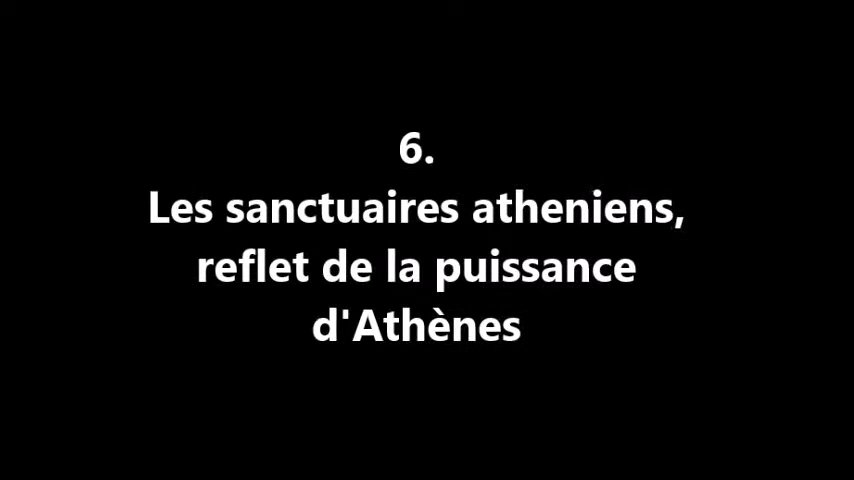 6.
Les sanctuaires atheniens,
reflet de la puissance
d'Athènes